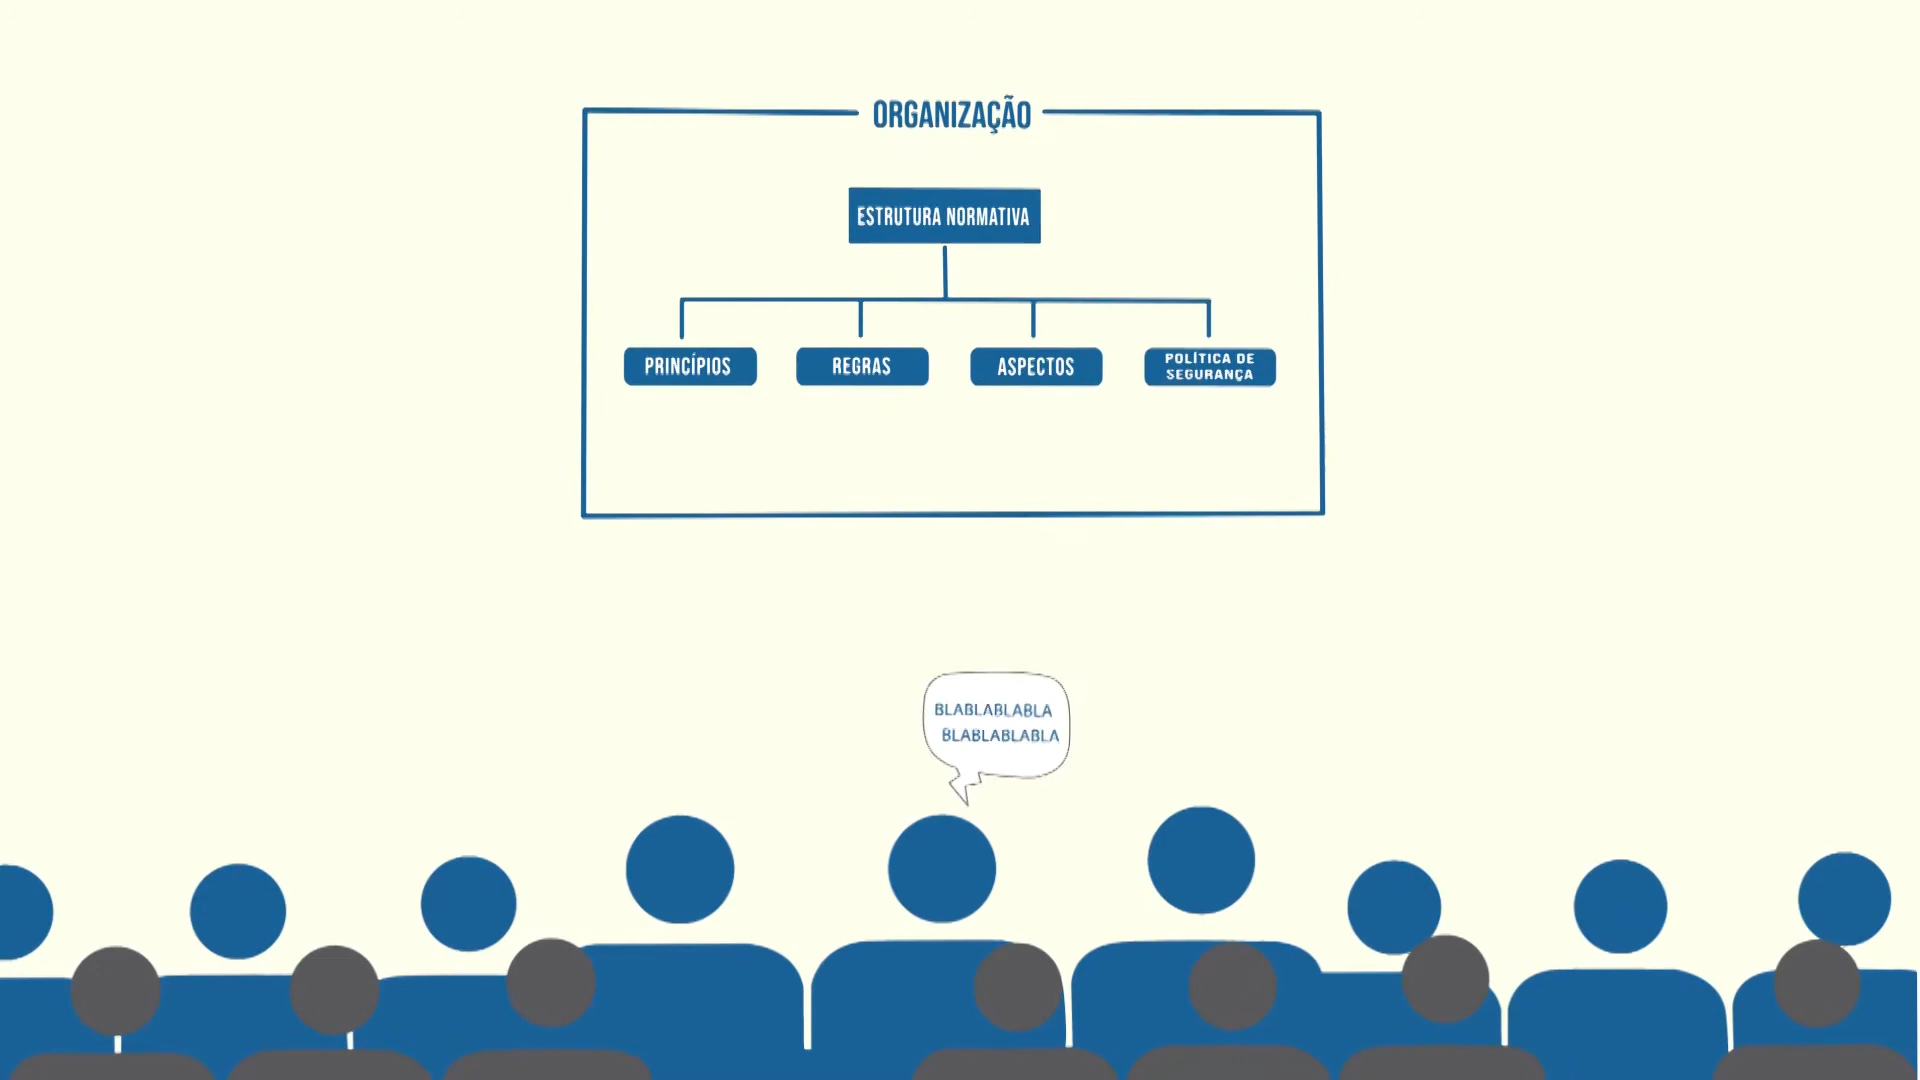 ORGANIZAÇÃO
ESTRUTURA NORMATIVA
PRINCÍPIOS
REGRAS
ASPECTOS
POLÍTICA DE
SEGURANÇA
BLABLABLABLA
BLABLABLABLA